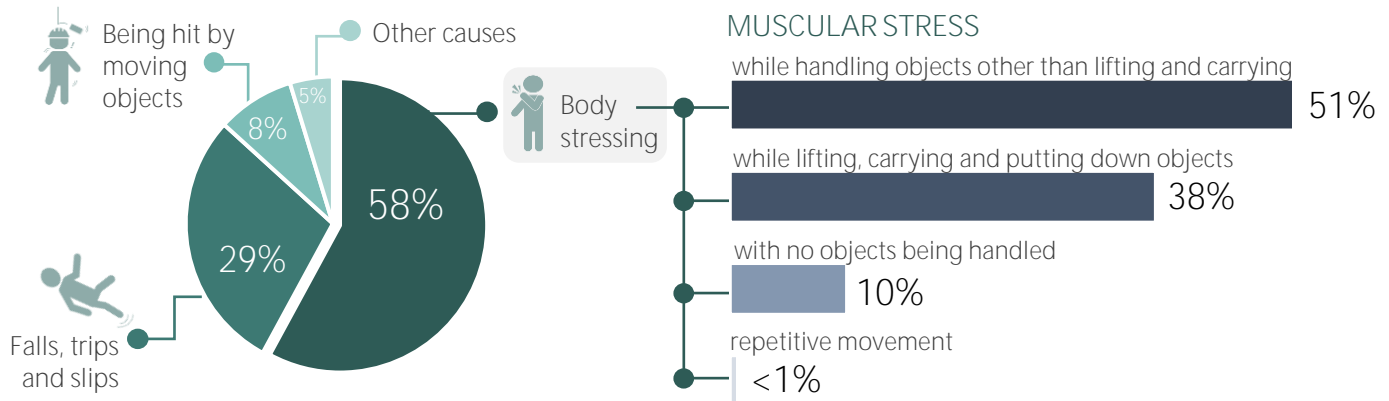 Being hit by
moving
objects
Other causes
5%
8%
58%
29%
Falls, trips
and slips
Body
stressing
MUSCULAR STRESS
while handling objects other than lifting and carrying
51%
while lifting, carrying and putting down objects
38%
with no objects being handled
10%
repetitive movement
<1%